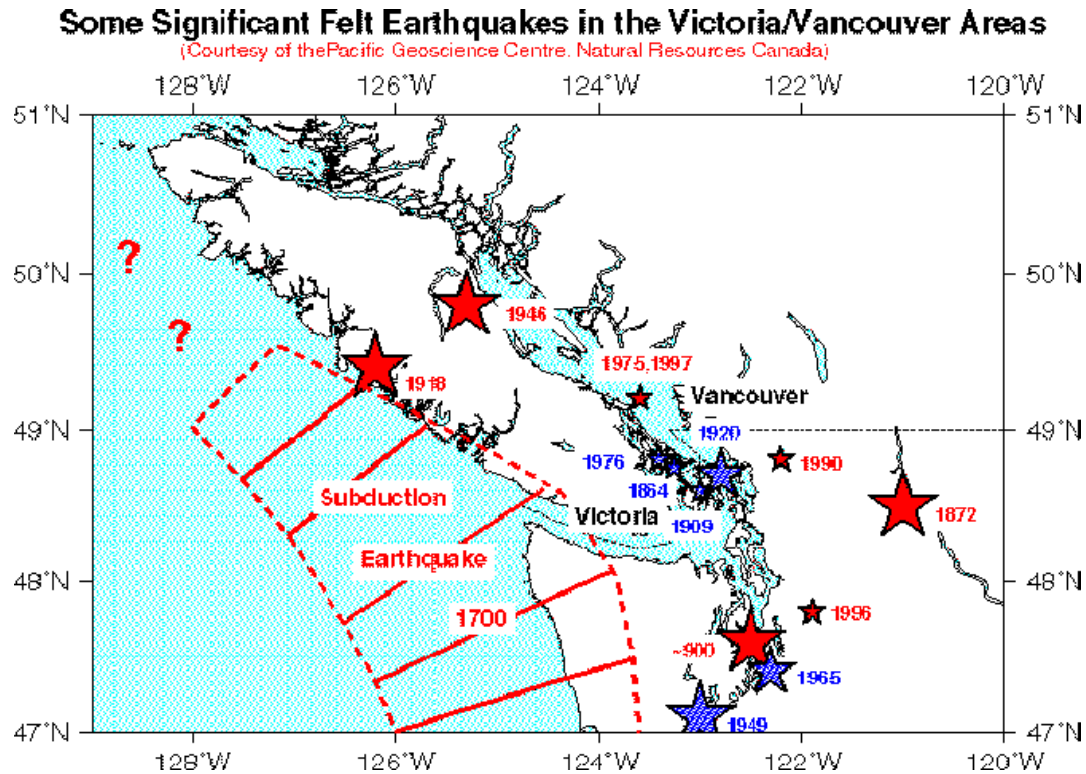 Some Significant Felt Earthquakes in the Victoria/Vancouver Areas
(Courtesy of thePacific Geoscience Centre. Natural Resources Canada)
128°W 126°W 124°W 122°W 120°W
51°N 51°N
?
50°N 50°N
1946
?
1975,1997
1918
Vancouver
49°N 1920 49°N
1976 1990
1864
Subduction
Victoria 1909 1872
Earthquake
48°N 48°N
1700 1996
~900
1965
1949
47°N 47°N
128°W 126°W 124°W 122°W 120°W